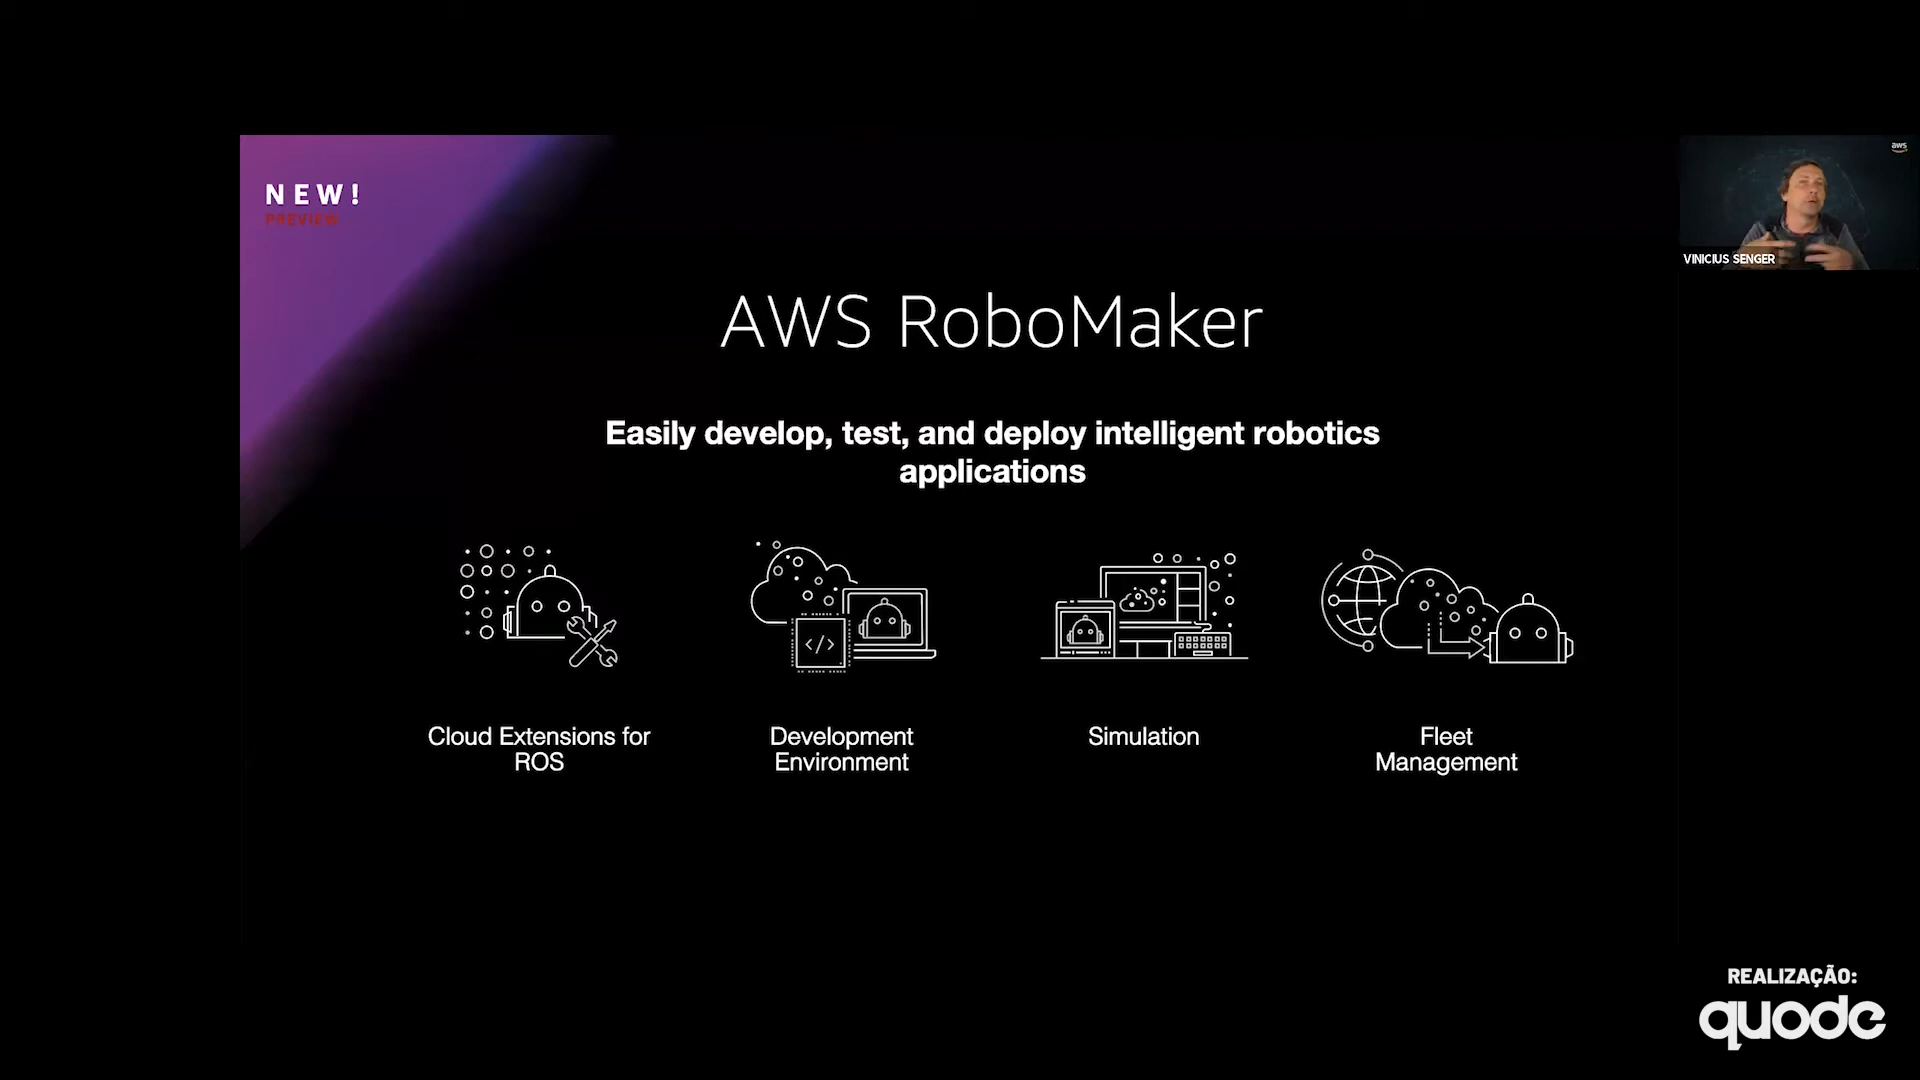 NEW!
PREVIEW
aws
VINICIUS SENGER
AWS RoboMaker
Easily develop, test, and deploy intelligent robotics
applications
</>
Cloud Extensions for
ROS
Development
Environment
Simulation
Fleet
Management
REALIZAÇÃO:
quode